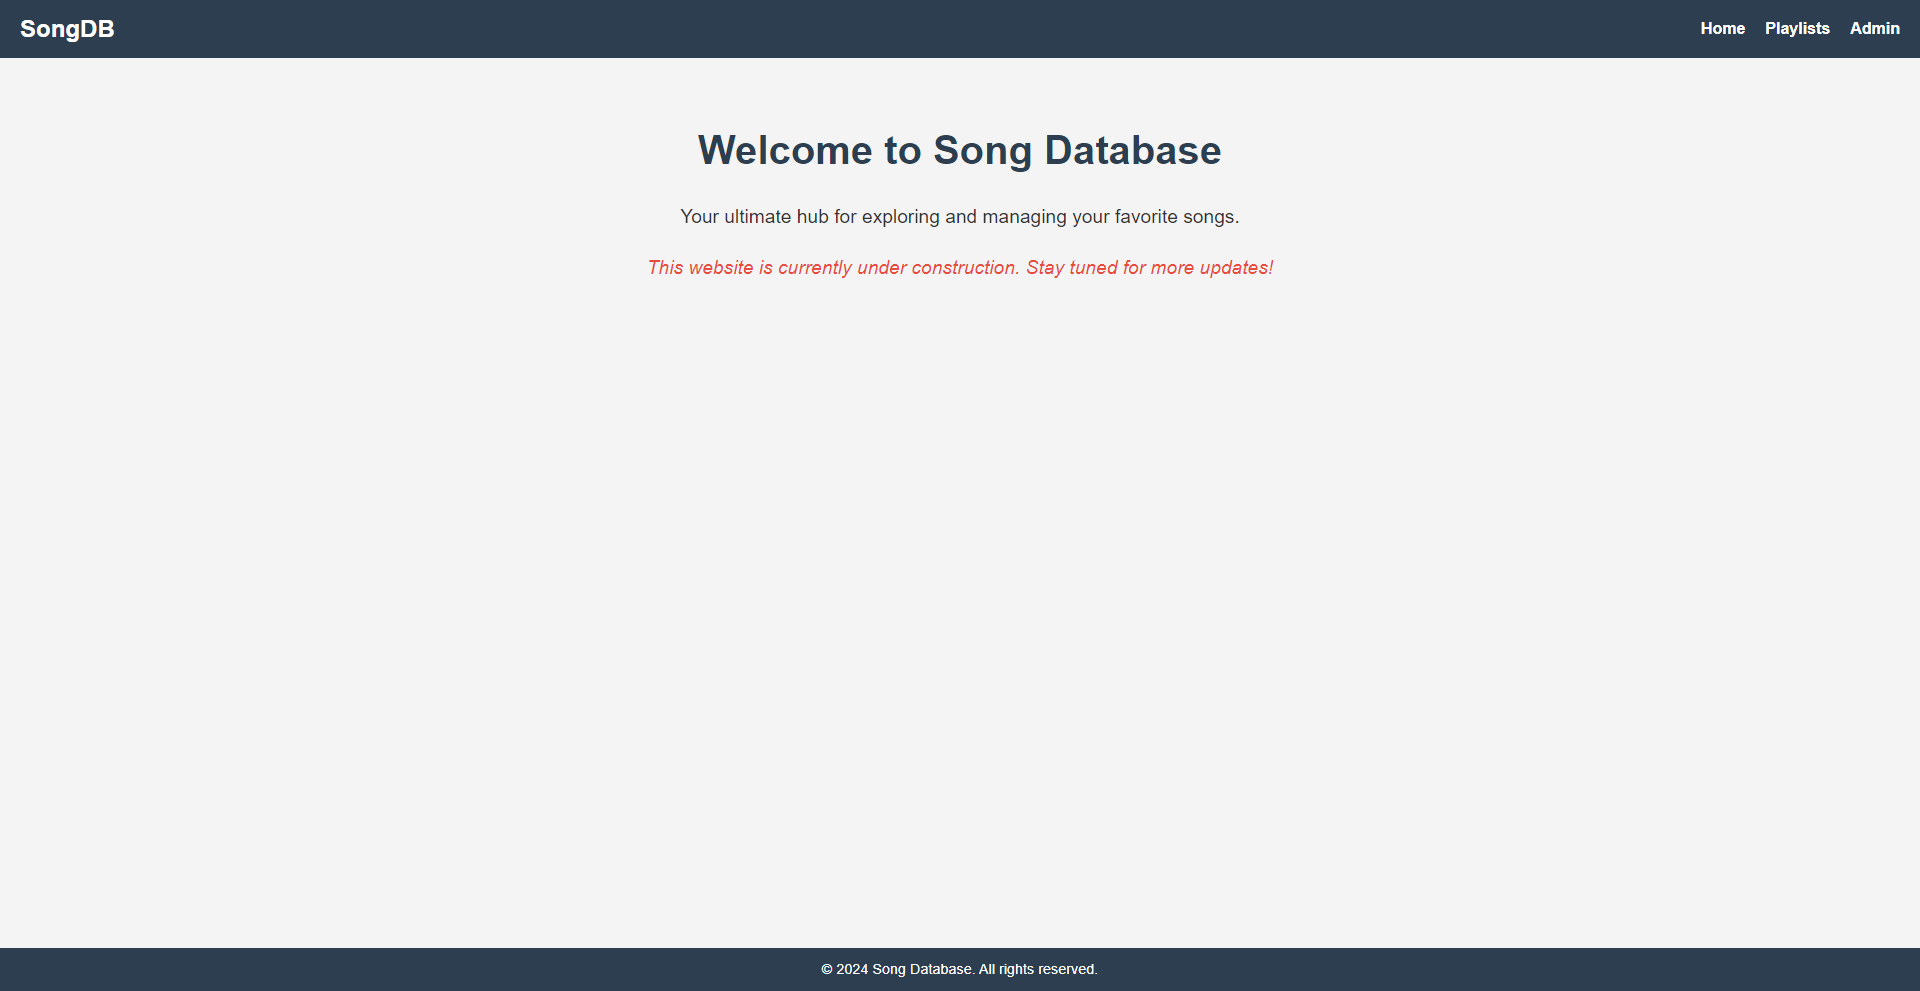 SongDB
Home Playlists Admin
Welcome to Song Database
Your ultimate hub for exploring and managing your favorite songs.
This website is currently under construction. Stay tuned for more updates!
© 2024 Song Database. All rights reserved.